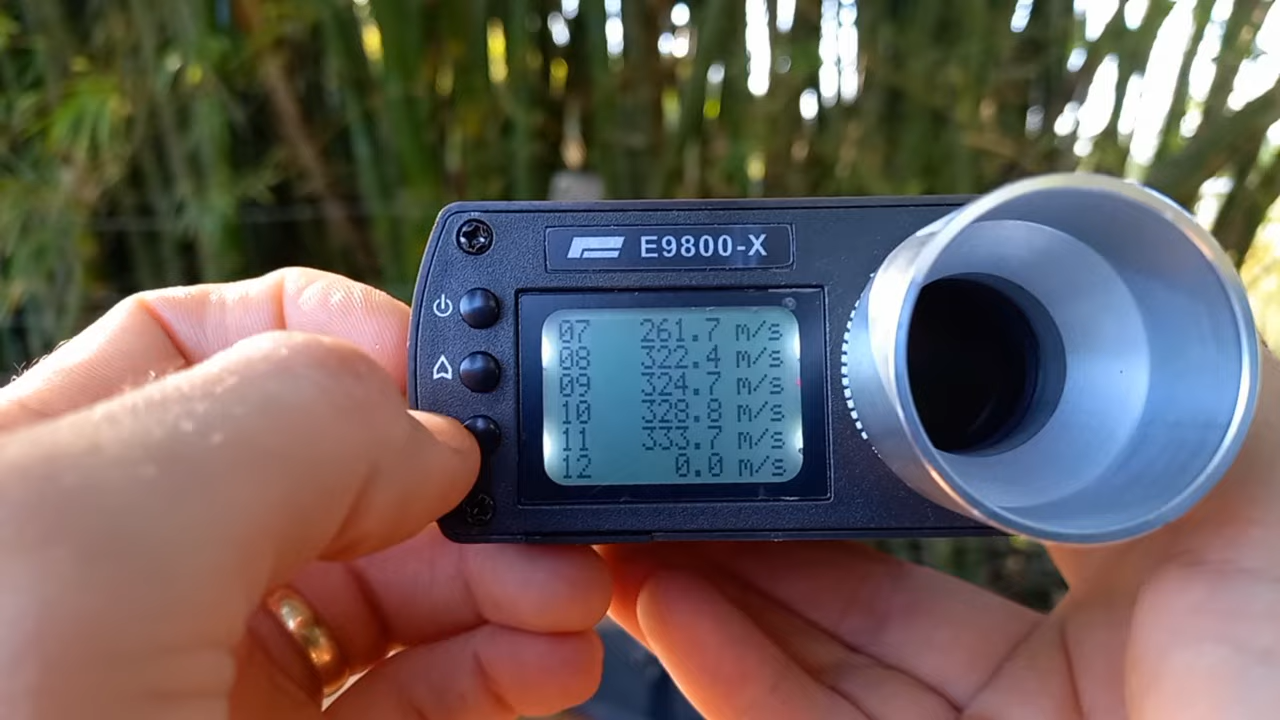 E9800-X
07 261.7 m/s
08 322.4 m/s
09 324.7 m/s
10 328.8 m/s
11 333.7 m/s
12 0.0 m/s